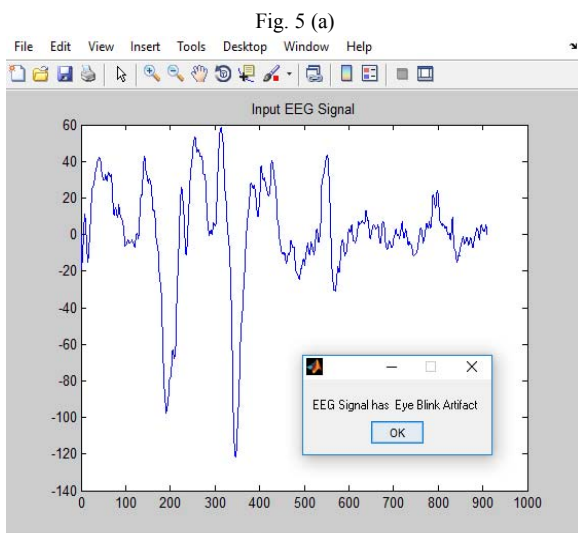 Fig. 5 (a)
File Edit View Insert Tools Desktop Window Help
Input EEG Signal
60
40
20
0
-20
-40
-60
-80
-100
-120
-140
0 100 200 300 400 500 600 700 800 900 1000
EEG Signal has Eye Blink Artifact
OK